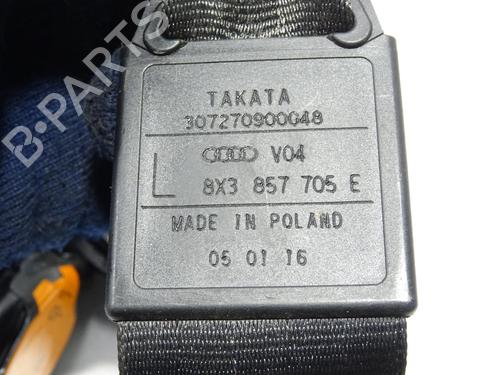 B-PARTS
TAKATA
307270900048
V04
L 8X3 857 705 E
MADE IN POLAND
05 01 16